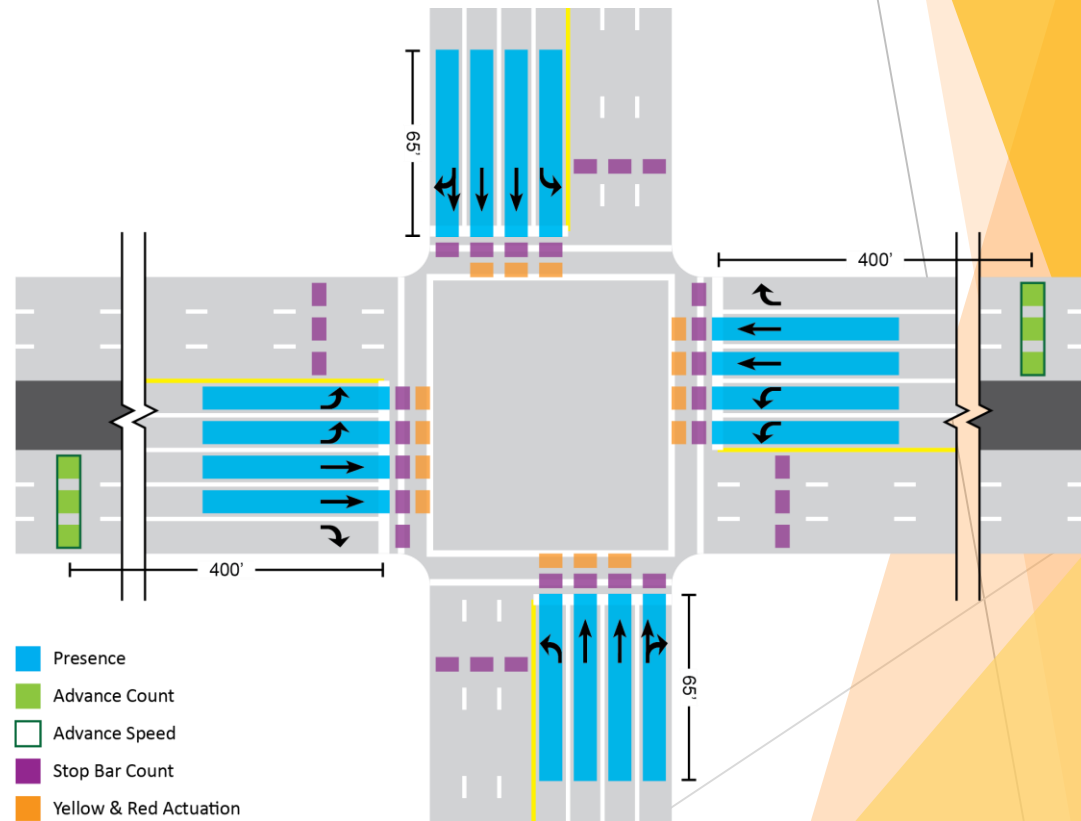 65'
400'
400'
65'
Presence
Advance Count
Advance Speed
Stop Bar Count
Yellow & Red Actuation